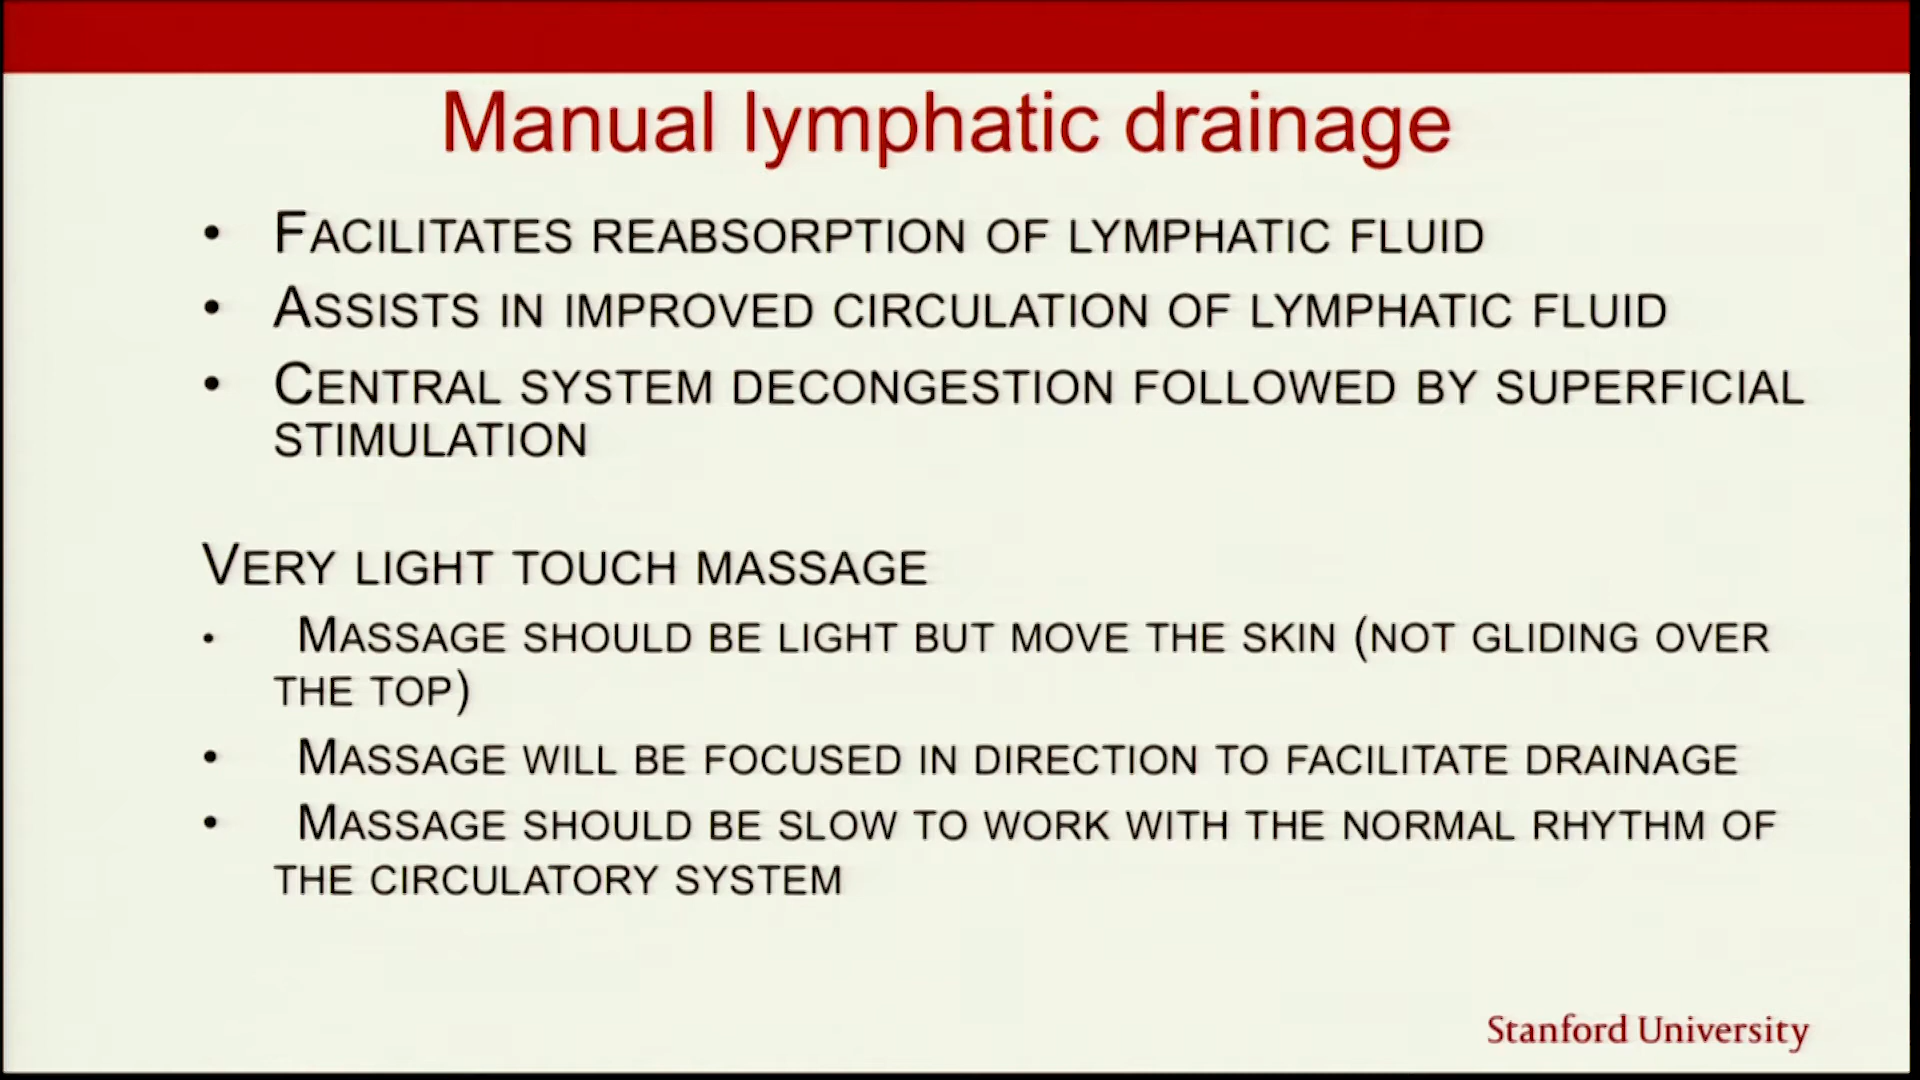 Manual lymphatic drainage
• FACILITATES REABSORPTION OF LYMPHATIC FLUID
• ASSISTS IN IMPROVED CIRCULATION OF LYMPHATIC FLUID
• CENTRAL SYSTEM DECONGESTION FOLLOWED BY SUPERFICIAL
STIMULATION
VERY LIGHT TOUCH MASSAGE
• MASSAGE SHOULD BE LIGHT BUT MOVE THE SKIN (NOT GLIDING OVER
THE TOP)
• MASSAGE WILL BE FOCUSED IN DIRECTION TO FACILITATE DRAINAGE
• MASSAGE SHOULD BE SLOW TO WORK WITH THE NORMAL RHYTHM OF
THE CIRCULATORY SYSTEM
Stanford University